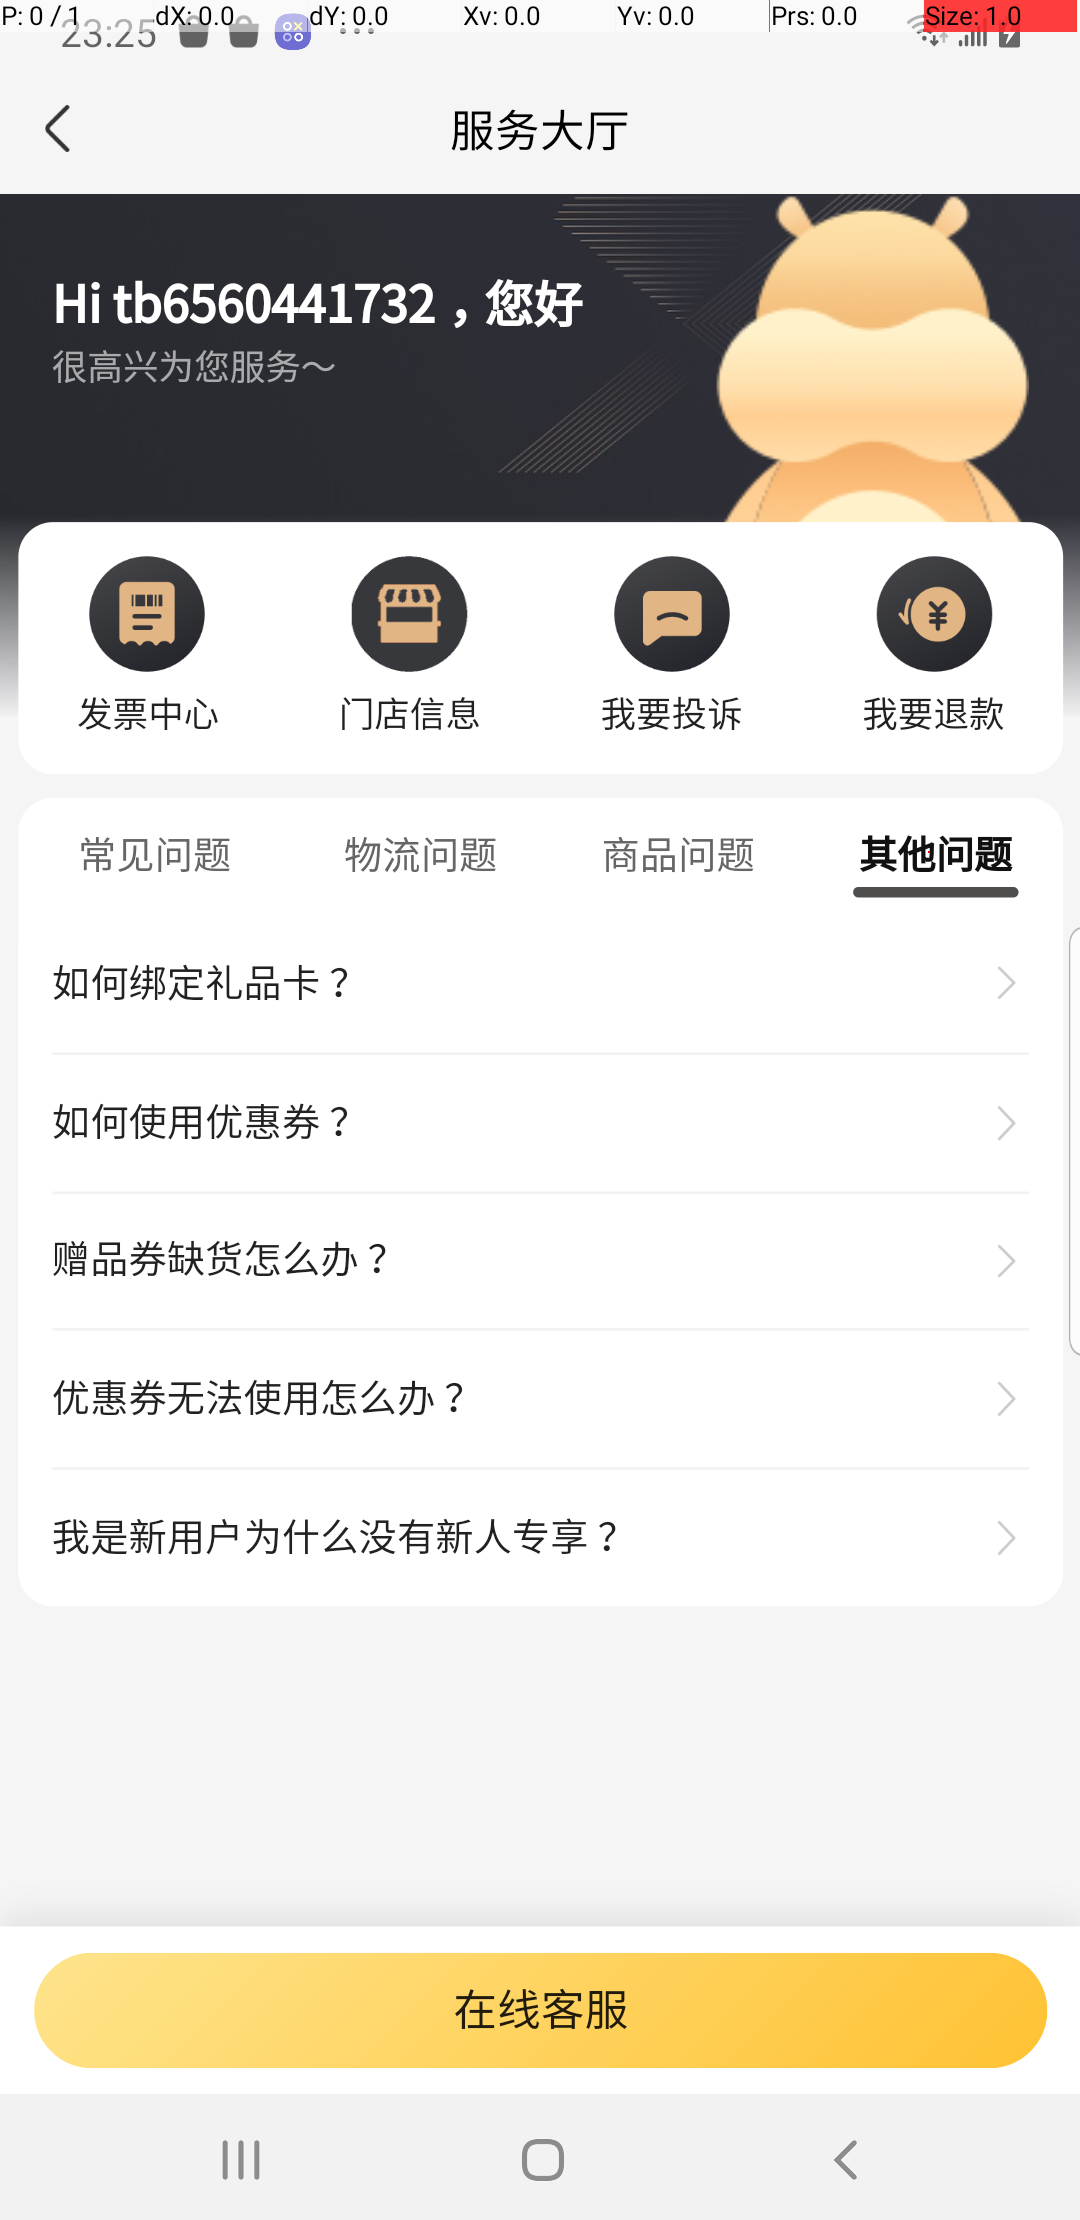 P: 0 / 1 dX: 0.0 dY: 0.0 Xv: 0.0 Yv: 0.0 Prs: 0.0 Size: 1.0
23:25
服务大厅
Hi tb6560441732，您好
很高兴为您服务～
发票中心 门店信息 我要投诉 我要退款
常见问题 物流问题 商品问题 其他问题
如何绑定礼品卡？
如何使用优惠券？
赠品券缺货怎么办？
优惠券无法使用怎么办？
我是新用户为什么没有新人专享？
在线客服